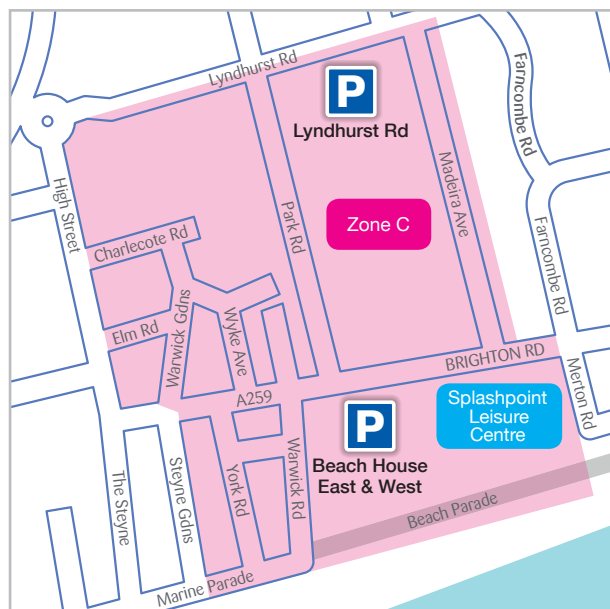 Lyndhurst Rd
P
Lyndhurst Rd
Farncombe Rd
High Street
Madeira Ave
Park Rd
Zone C
Charlecote Rd
Farncombe Rd
Elm Rd
Warwick Gdns
Wyke Ave
BRIGHTON RD
Merton Rd
A259
P
Splashpoint
Leisure
Centre
Beach House
East & West
The Steyne
Steyne Gdns
York Rd
Warwick Rd
Beach Parade
Marine Parade